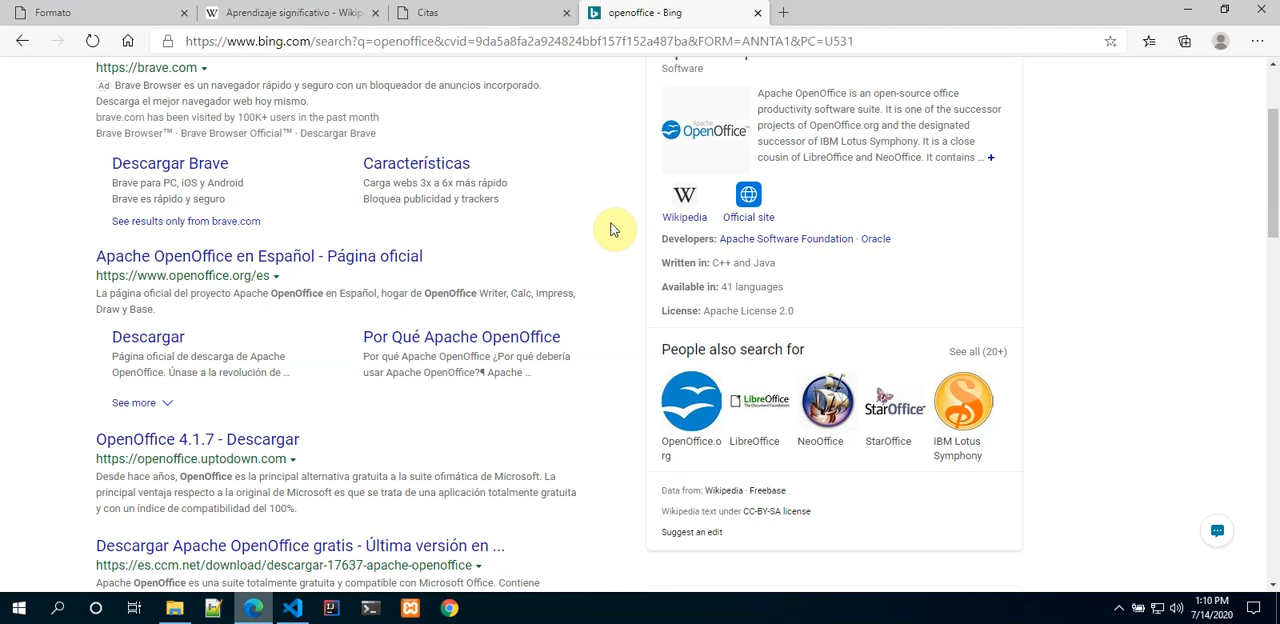 Formato
Aprendizaje significativo - Wikip
Citas
openoffice - Bing
https://www.bing.com/search?q=openoffice&cvid=9da5a8fa2a924824bbf157f152a487ba&FORM=ANNTA1&PC=U531
https://brave.com
Ad Brave Browser es un navegador rápido y seguro con un bloqueador de anuncios incorporado.
Descarga el mejor navegador web hoy mismo.
brave.com has been visited by 100K+ users in the past month
Brave Browser™ · Brave Browser Official™ · Descargar Brave
Descargar Brave
Brave para PC, iOS y Android
Brave es rápido y seguro
Características
Carga webs 3x a 6x más rápido
Bloquea publicidad y trackers
See results only from brave.com
Apache OpenOffice en Español - Página oficial
https://www.openoffice.org/es
La página oficial del proyecto Apache OpenOffice en Español, hogar de OpenOffice Writer, Calc, Impress,
Draw y Base.
Descargar
Página oficial de descarga de Apache
OpenOffice. Únase a la revolución de ...
Por Qué Apache OpenOffice
Por qué Apache OpenOffice ¿Por qué debería
usar Apache OpenOffice?¶ Apache ...
See more
OpenOffice 4.1.7 - Descargar
https://openoffice.uptodown.com
Desde hace años, OpenOffice es la principal alternativa gratuita a la suite ofimática de Microsoft. La
principal ventaja respecto a la original de Microsoft es que se trata de una aplicación totalmente gratuita
y con un índice de compatibilidad del 100%.
Descargar Apache OpenOffice gratis - Última versión en ...
https://es.ccm.net/download/descargar-17637-apache-openoffice
Apache OpenOffice es una suite totalmente gratuita y compatible con Microsoft Office. Contiene
Software
Apache
OpenOffice™
Apache OpenOffice is an open-source office
productivity software suite. It is one of the successor
projects of OpenOffice.org and the designated
successor of IBM Lotus Symphony. It is a close
cousin of LibreOffice and NeoOffice. It contains ... +
W
Wikipedia
Official site
Developers: Apache Software Foundation · Oracle
Written in: C++ and Java
Available in: 41 languages
License: Apache License 2.0
People also search for
See all (20+)
LibreOffice
The Document Foundation
StarOffice
OpenOffice.o
rg
LibreOffice
NeoOffice
StarOffice
IBM Lotus
Symphony
Data from: Wikipedia · Freebase
Wikipedia text under CC-BY-SA license
Suggest an edit
1:10 PM
7/14/2020